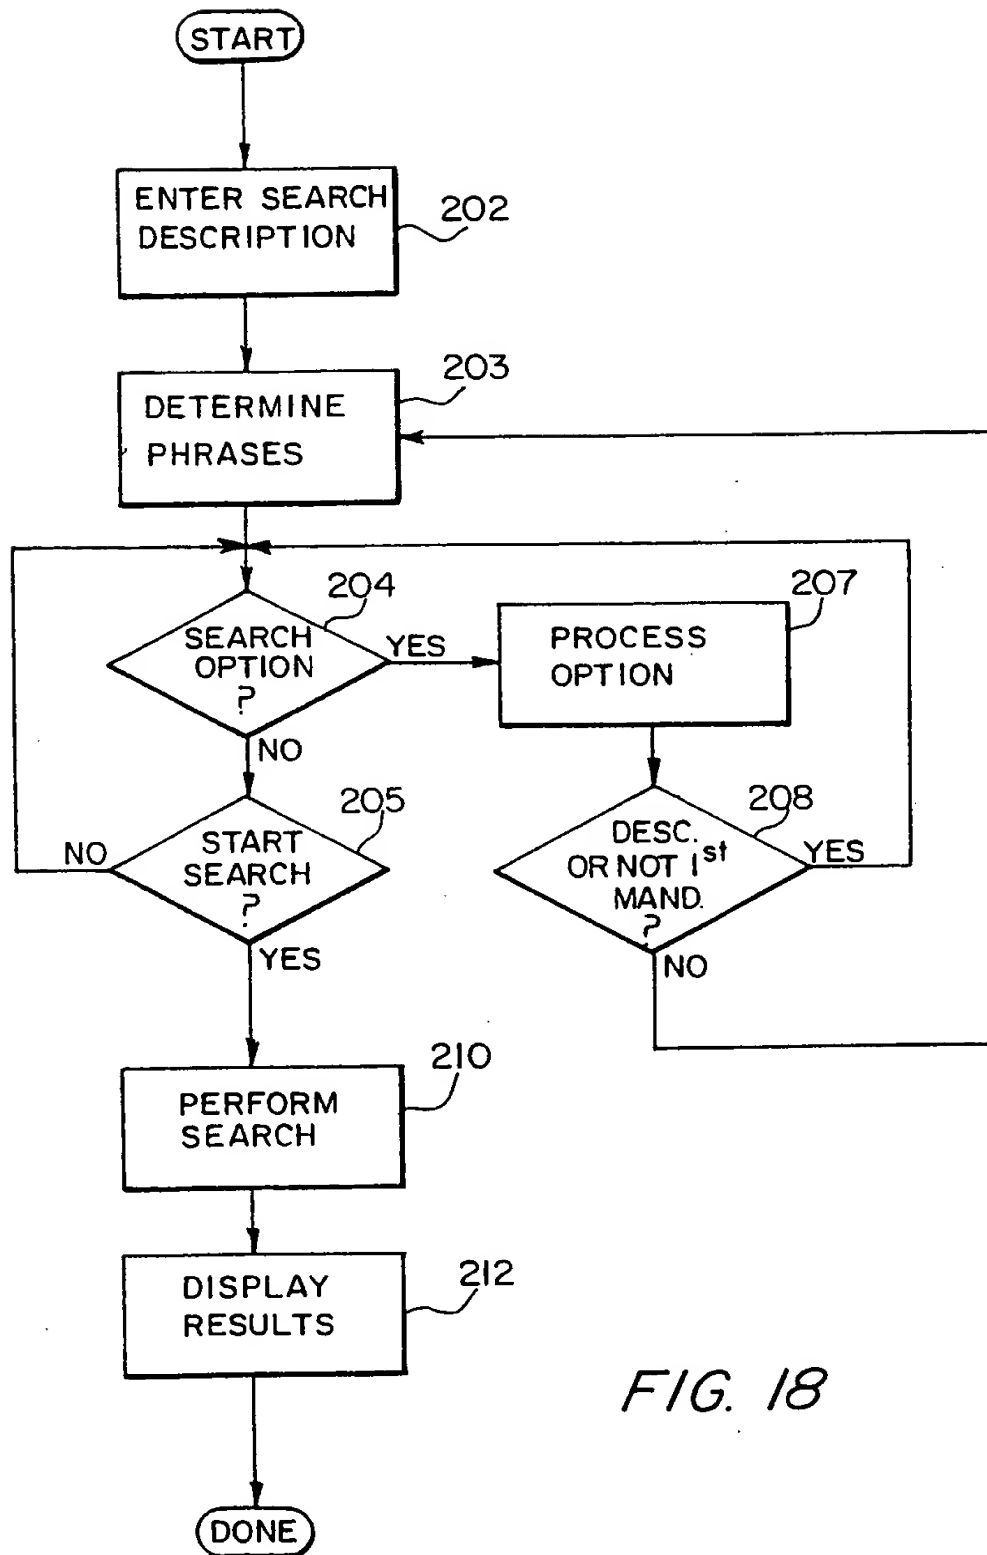 START
ENTER SEARCH
DESCRIPTION
202
DETERMINE
PHRASES
203
SEARCH
OPTION
?
204
YES
NO
PROCESS
OPTION
207
START
SEARCH
?
205
NO
YES
DESC.
OR NOT 1st
MAND.
?
208
YES
NO
PERFORM
SEARCH
210
DISPLAY
RESULTS
212
FIG. 18
DONE